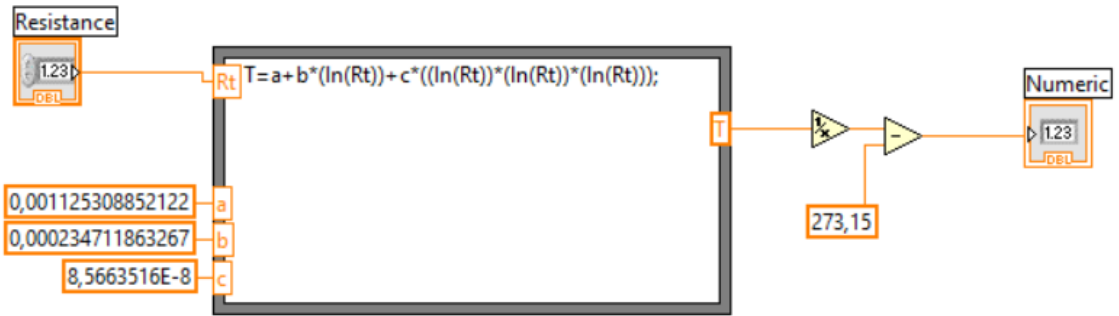 Resistance
1.23
DBL
Rt
T=a+b*(ln(Rt))+c*((ln(Rt))*(ln(Rt))*(ln(Rt)));
T
1/x
-
Numeric
1.23
DBL
273,15
0,001125308852122
a
0,000234711863267
b
8,5663516E-8
c